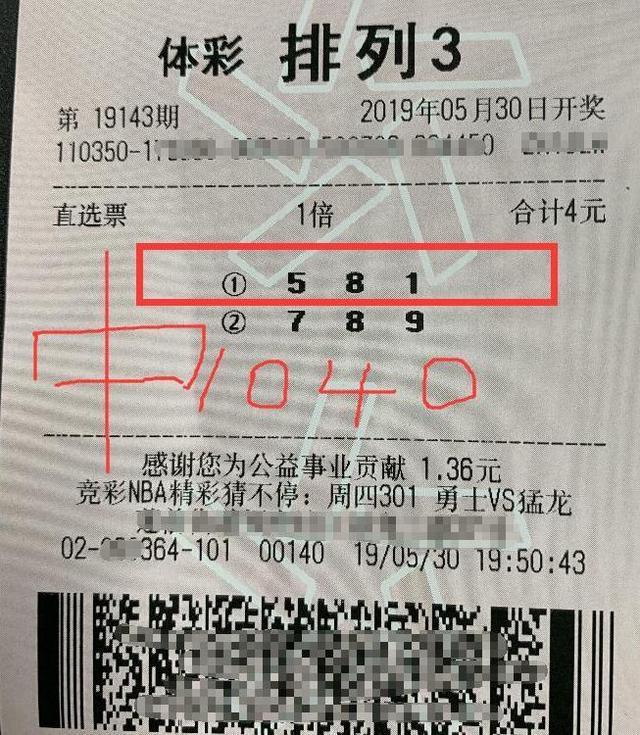 体彩 排列3
第 19143期 2019年05月30日开奖
110350-1
直选票 1倍 合计4元
① 5 8 1
② 7 8 9
中1040
感谢您为公益事业贡献 1.36元
竞彩NBA精彩猜不停：周四301 勇士VS猛龙
02- 364-101 00140 19/05/30 19:50:43